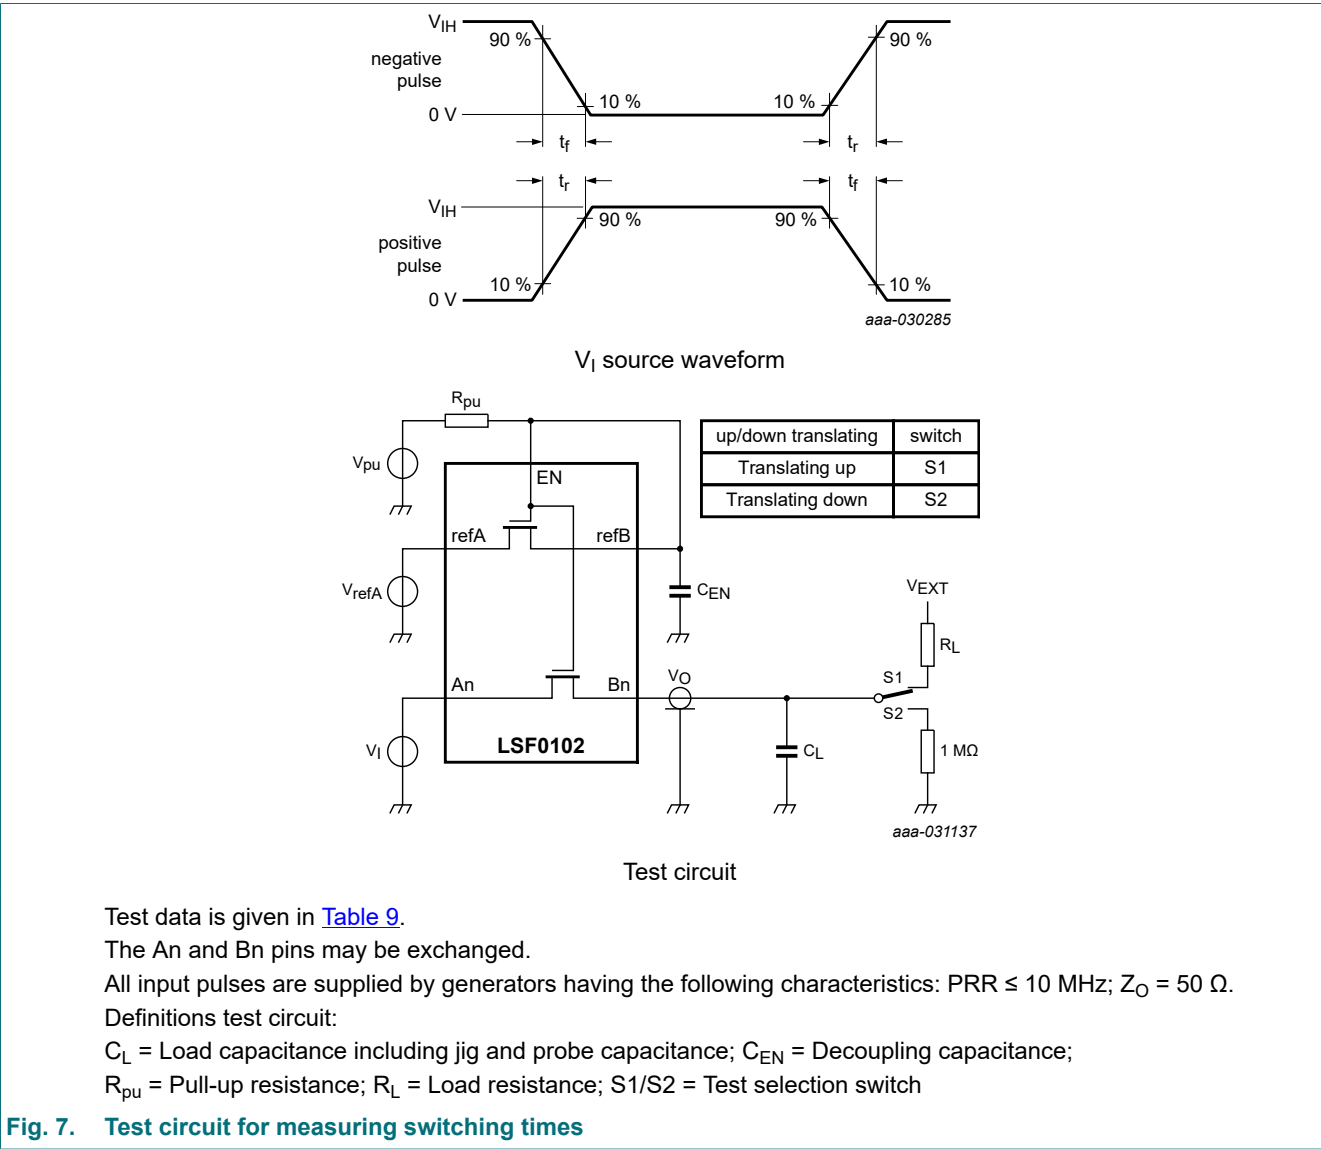 VIH
90 %
90 %
negative
pulse
10 %
10 %
0 V
tf
tr
tr
tf
VIH
90 %
90 %
positive
pulse
10 %
10 %
0 V
aaa-030285
VI source waveform
Rpu
up/down translating switch
Translating up S1
Translating down S2
Vpu
EN
refA
refB
VrefA
CEN
VEXT
RL
An
Bn
VO
S1
S2
VI
LSF0102
CL
1 MΩ
aaa-031137
Test circuit
Test data is given in Table 9.
The An and Bn pins may be exchanged.
All input pulses are supplied by generators having the following characteristics: PRR ≤ 10 MHz; ZO = 50 Ω.
Definitions test circuit:
CL = Load capacitance including jig and probe capacitance; CEN = Decoupling capacitance;
Rpu = Pull-up resistance; RL = Load resistance; S1/S2 = Test selection switch
Fig. 7. Test circuit for measuring switching times